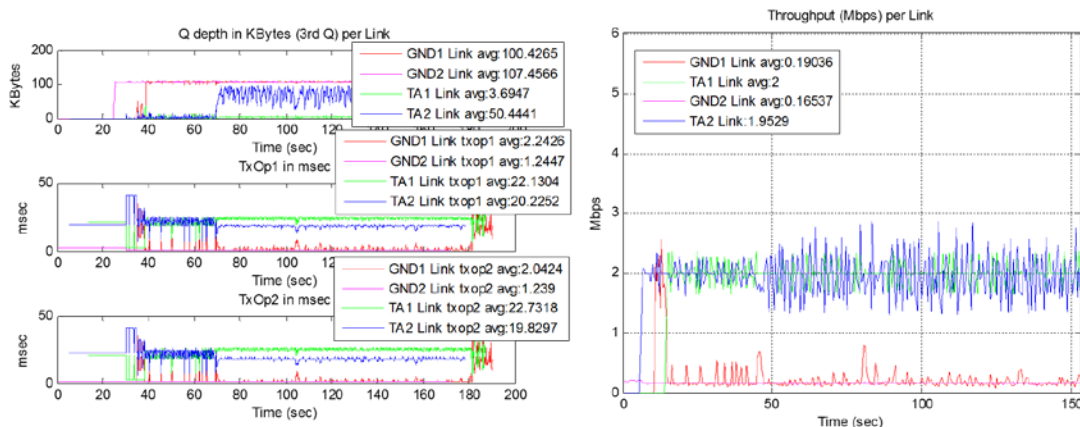 Q depth in KBytes (3rd Q) per Link
200
100
0
KBytes
GND1 Link avg:100.4265
GND2 Link avg:107.4566
TA1 Link avg:3.6947
TA2 Link avg:50.4441
0 20 40 60 80 100 120 140 160 180 200
Time (sec)
TxOp1 in msec
50
0
msec
GND1 Link txop1 avg:2.2426
GND2 Link txop1 avg:1.2447
TA1 Link txop1 avg:22.1304
TA2 Link txop1 avg:20.2252
0 20 40 60 80 100 120 140 160 180 200
Time (sec)
TxOp2 in msec
50
0
msec
GND1 Link txop2 avg:2.0424
GND2 Link txop2 avg:1.239
TA1 Link txop2 avg:22.7318
TA2 Link txop2 avg:19.8297
0 20 40 60 80 100 120 140 160 180 200
Time (sec)
Throughput (Mbps) per Link
6
5
4
3
2
1
0
Mbps
GND1 Link avg:0.19036
TA1 Link avg:2
GND2 Link avg:0.16537
TA2 Link:1.9529
0 50 100 150
Time (sec)